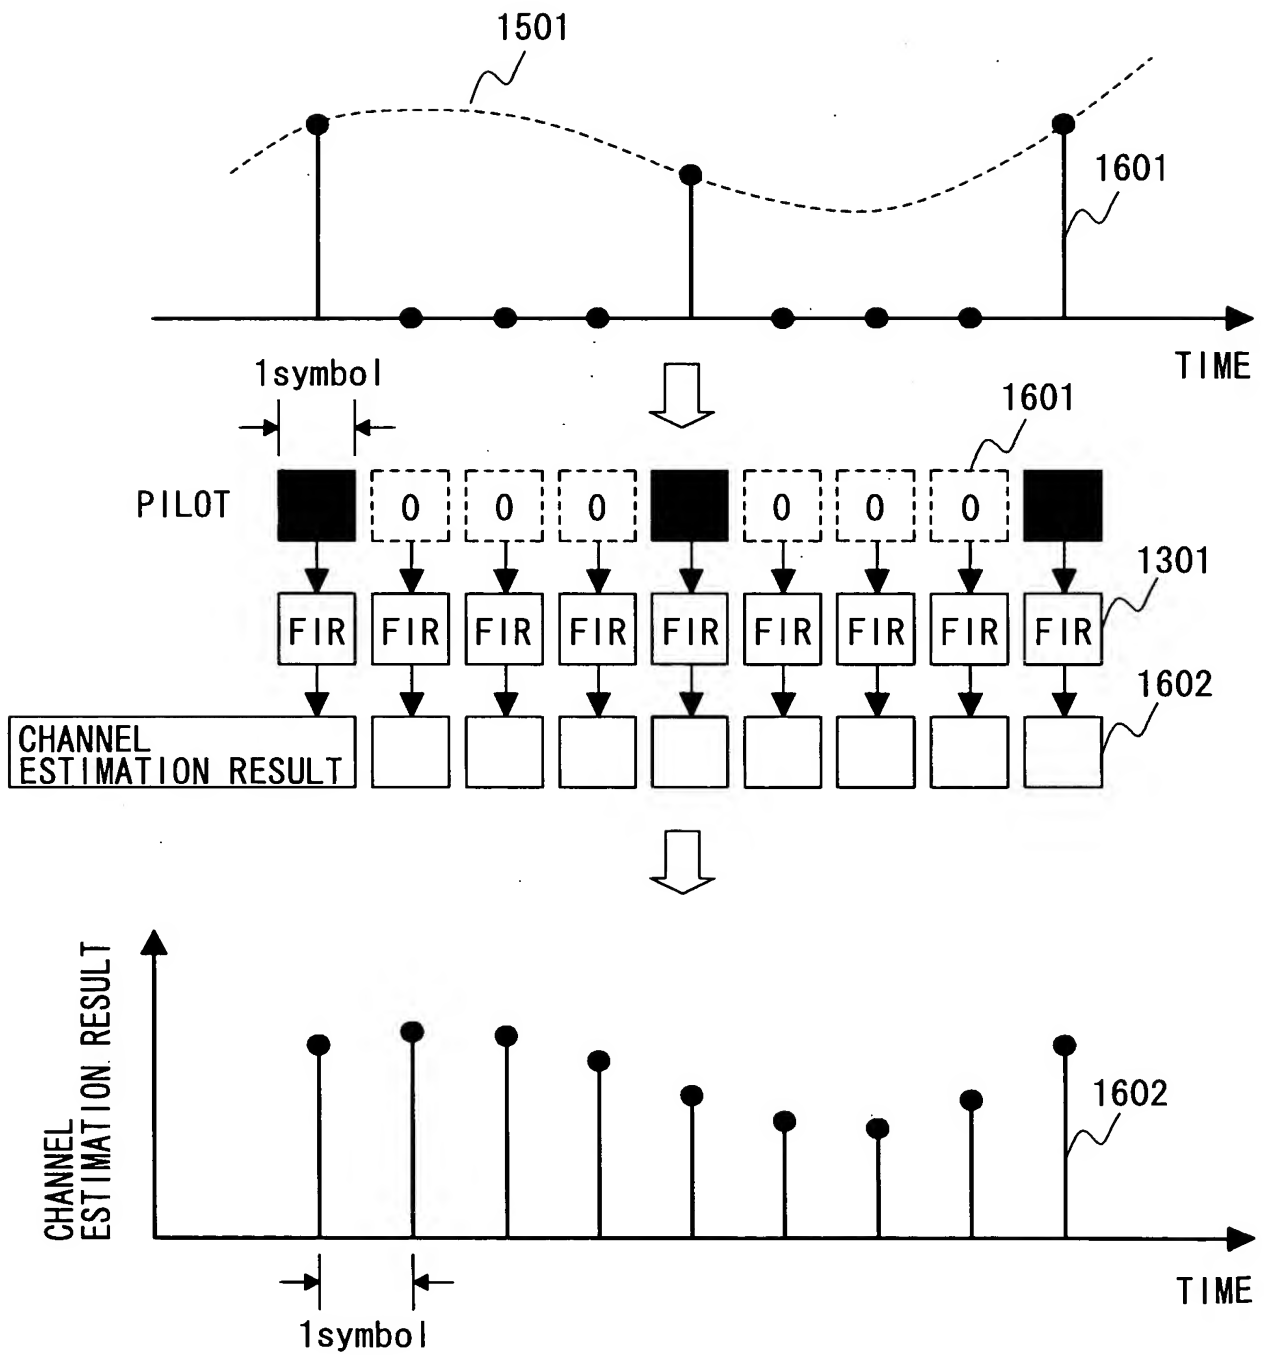 1501
1601
TIME
1symbol
1601
PILOT
0 0 0 0 0 0
1301
FIR FIR FIR FIR FIR FIR FIR FIR FIR
1602
CHANNEL
ESTIMATION RESULT
CHANNEL
ESTIMATION RESULT
1602
TIME
1symbol